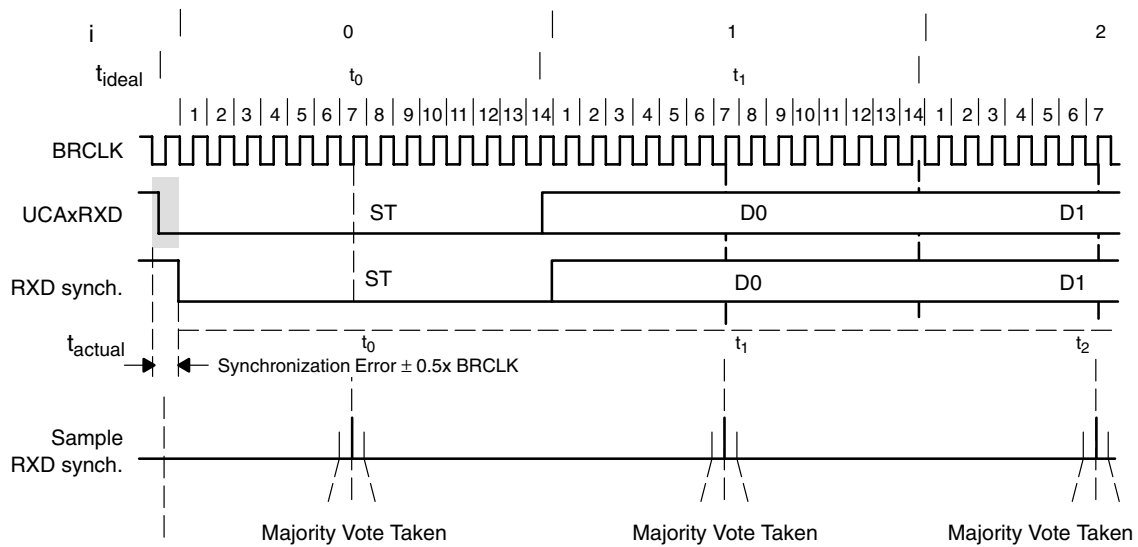 i 0 1 2
tideal t0 t1
1 2 3 4 5 6 7 8 9 10 11 12 13 14 1 2 3 4 5 6 7 8 9 10 11 12 13 14 1 2 3 4 5 6 7
BRCLK
UCAxRXD ST D0 D1
RXD synch. ST D0 D1
tactual t0 t1 t2
Synchronization Error ± 0.5x BRCLK
Sample
RXD synch.
Majority Vote Taken Majority Vote Taken Majority Vote Taken